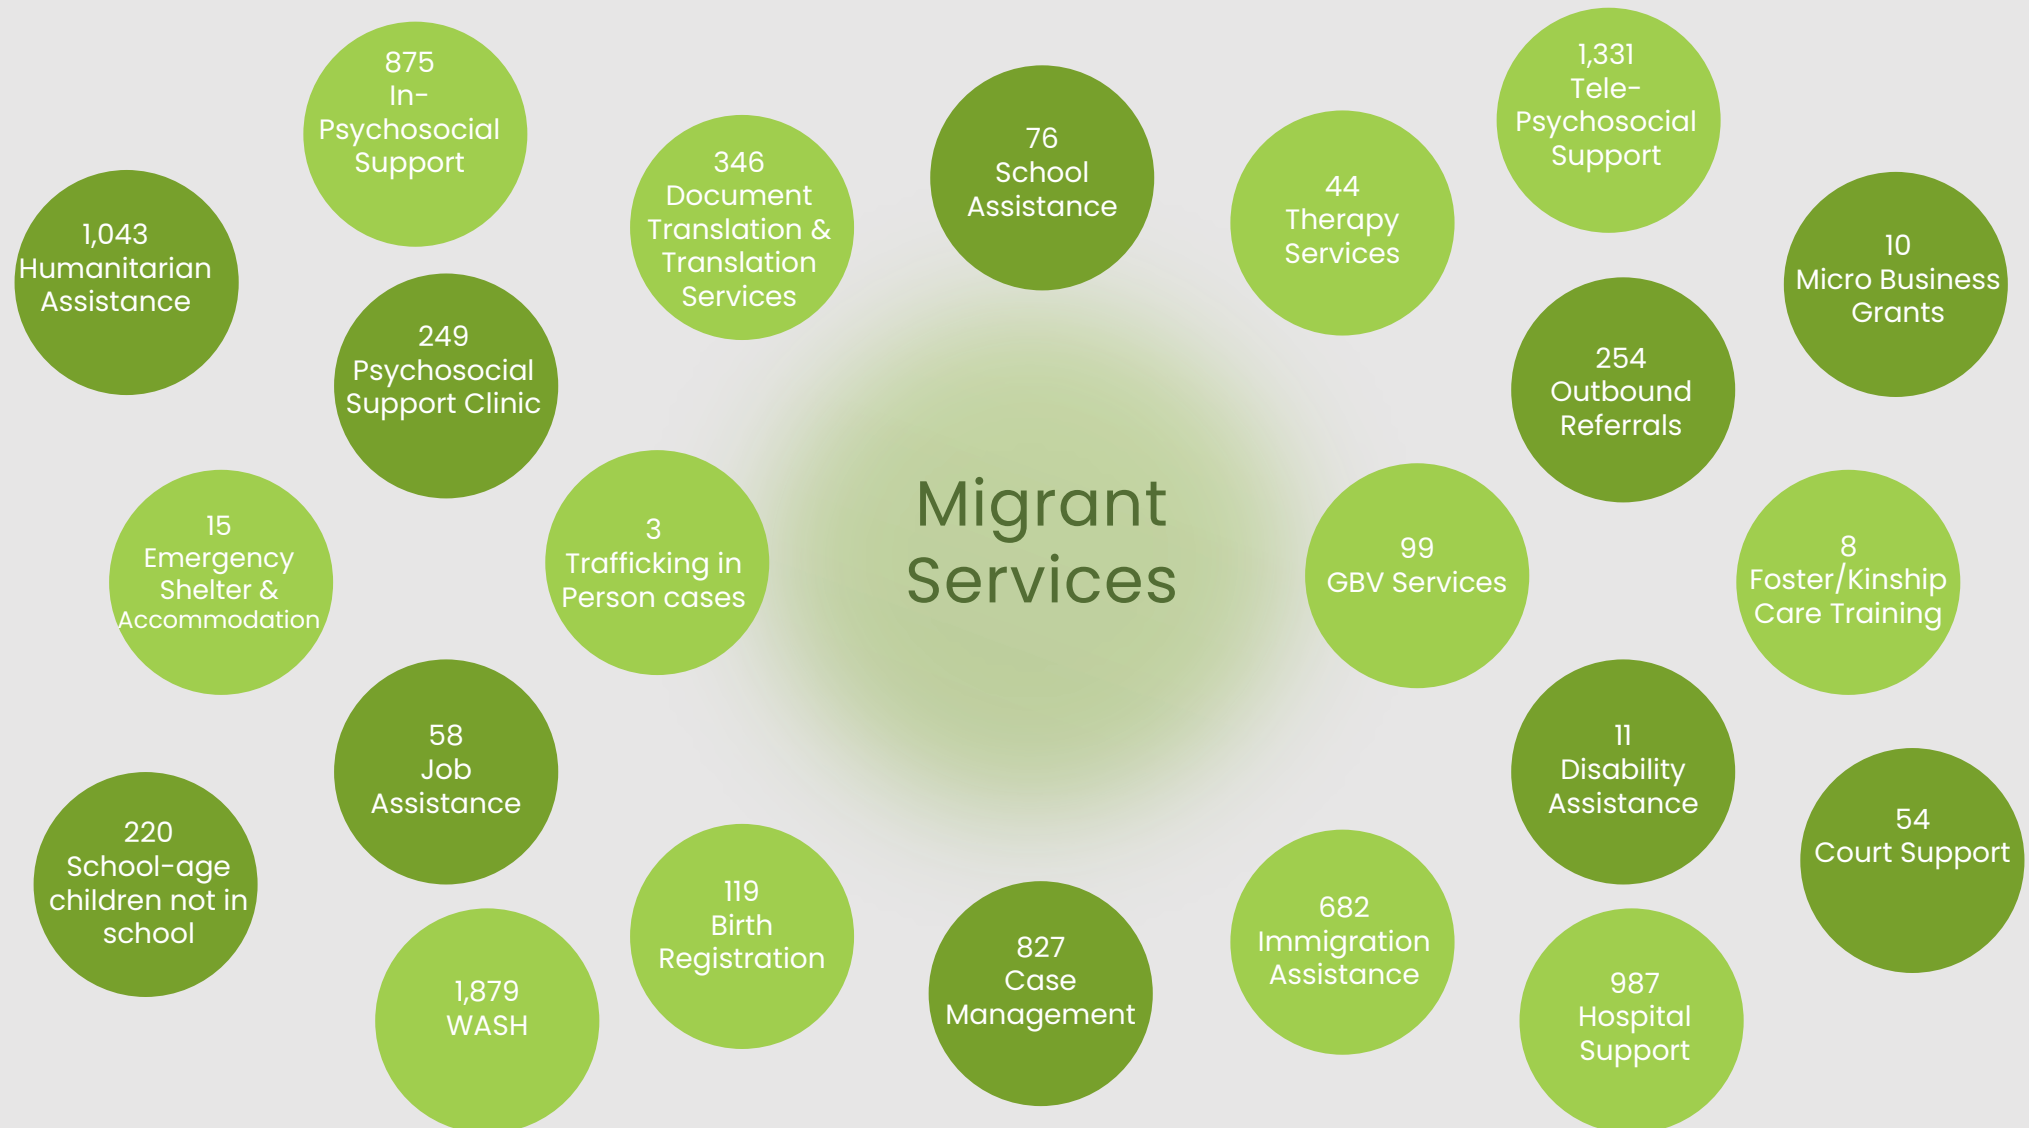 875
In-
Psychosocial
Support
1,331
Tele-
Psychosocial
Support
76
School
Assistance
346
Document
Translation &
Translation
Services
44
Therapy
Services
1,043
Humanitarian
Assistance
10
Micro Business
Grants
249
Psychosocial
Support Clinic
254
Outbound
Referrals
Migrant
Services
15
Emergency
Shelter &
Accommodation
3
Trafficking in
Person cases
99
GBV Services
8
Foster/Kinship
Care Training
58
Job
Assistance
11
Disability
Assistance
220
School-age
children not in
school
54
Court Support
119
Birth
Registration
827
Case
Management
682
Immigration
Assistance
1,879
WASH
987
Hospital
Support